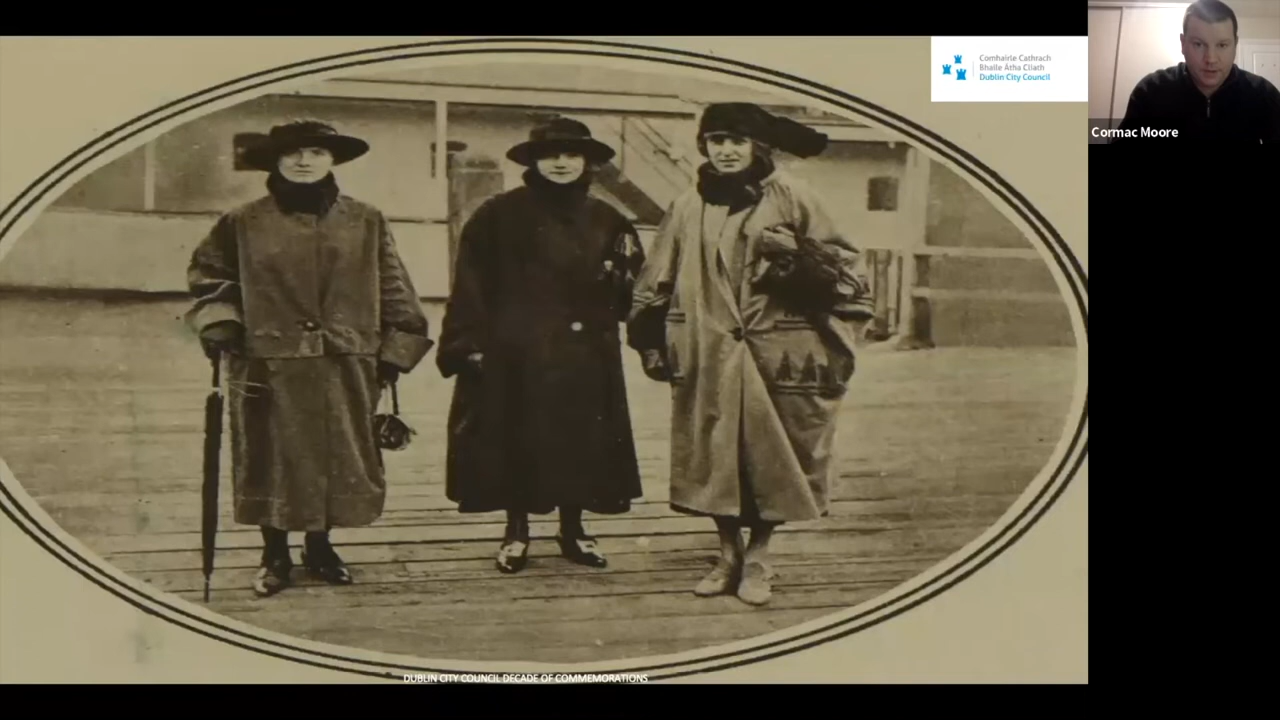 Comhairle Cathrach
Bhaile Átha Cliath
Dublin City Council
Cormac Moore
DUBLIN CITY COUNCIL DECADE OF COMMEMORATIONS